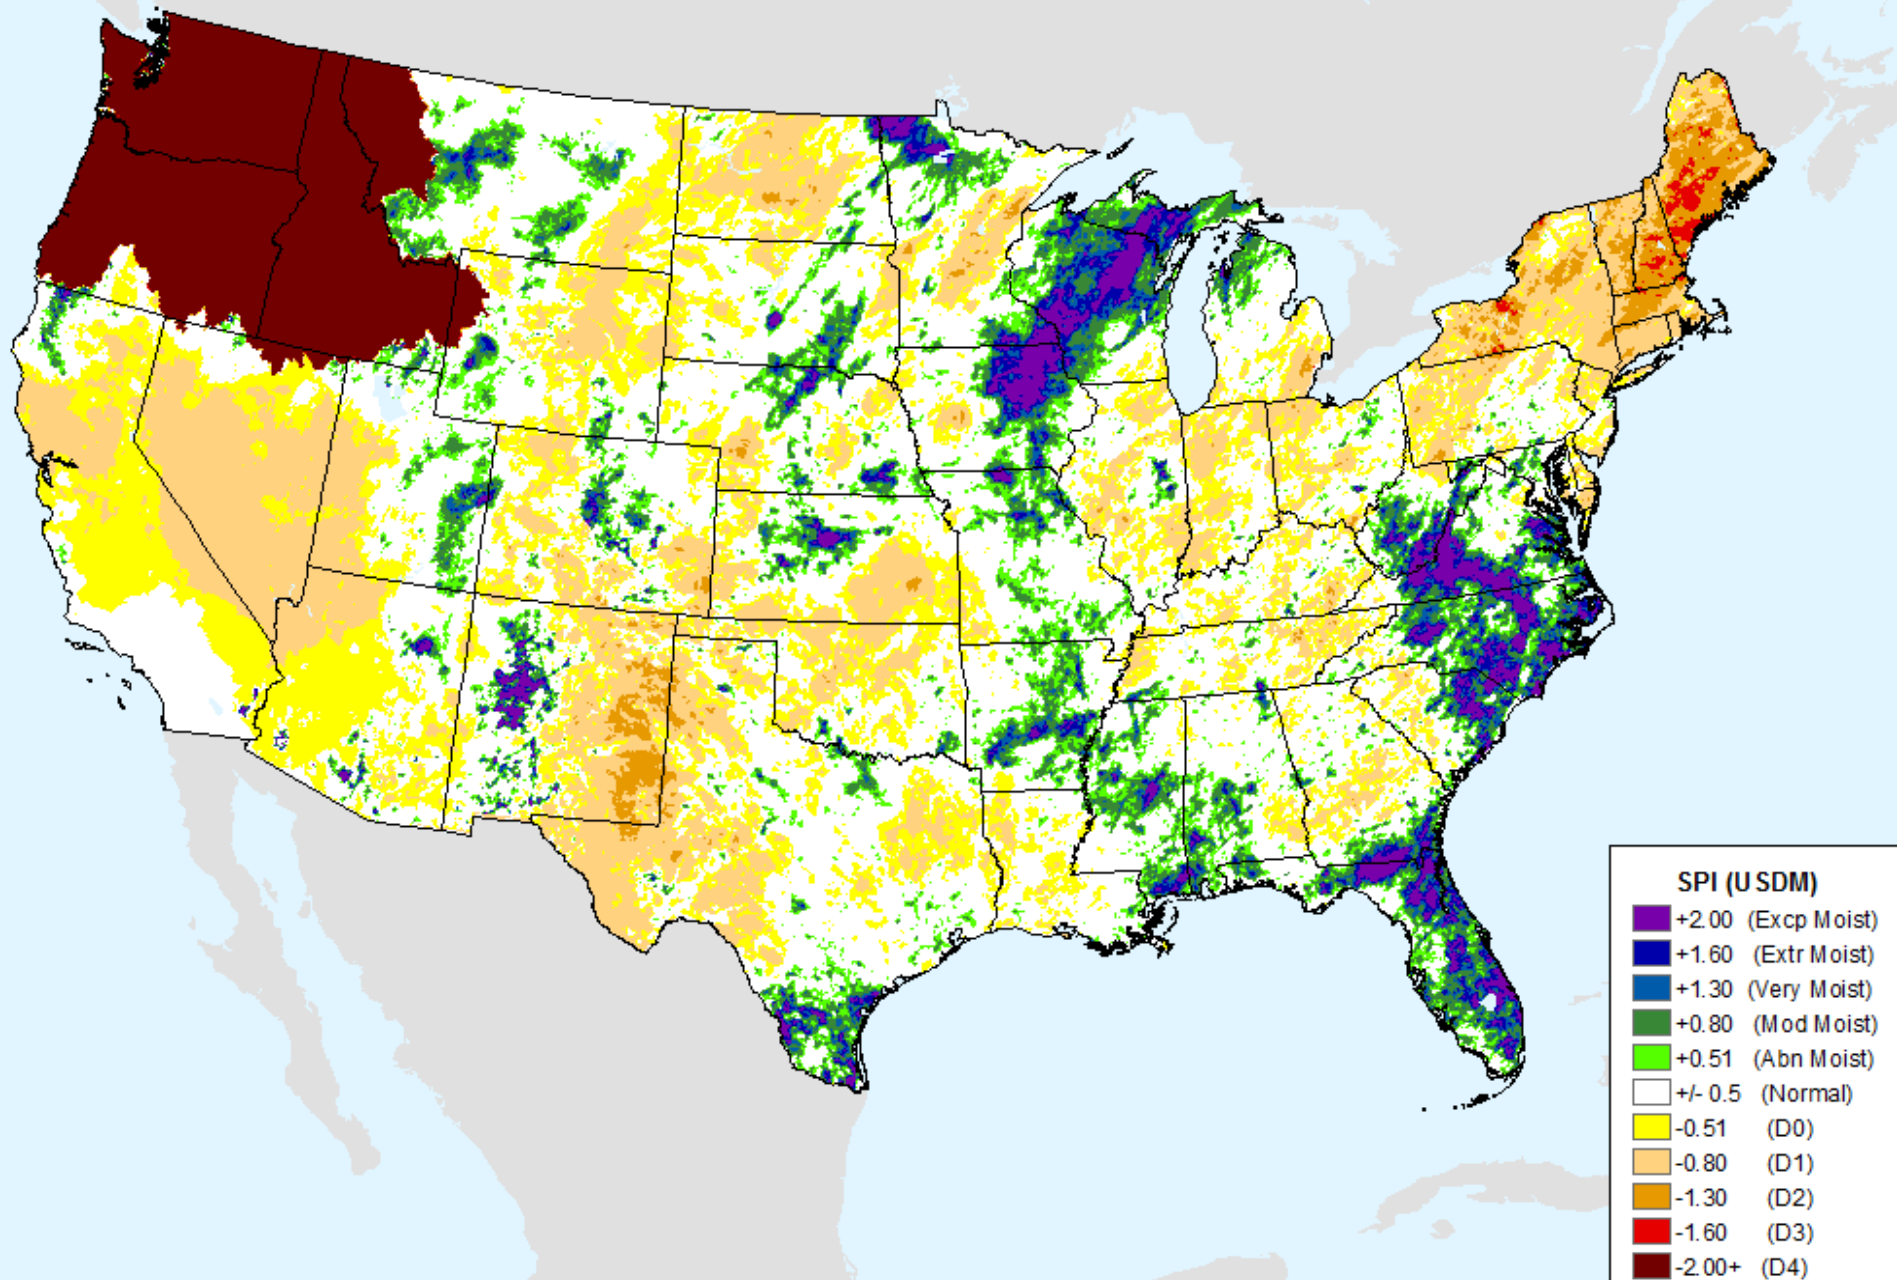 SPI (USDM)
+2.00 (Excp Moist)
+1.60 (Extr Moist)
+1.30 (Very Moist)
+0.80 (Mod Moist)
+0.51 (Abn Moist)
+/- 0.5 (Normal)
-0.51 (D0)
-0.80 (D1)
-1.30 (D2)
-1.60 (D3)
-2.00+ (D4)